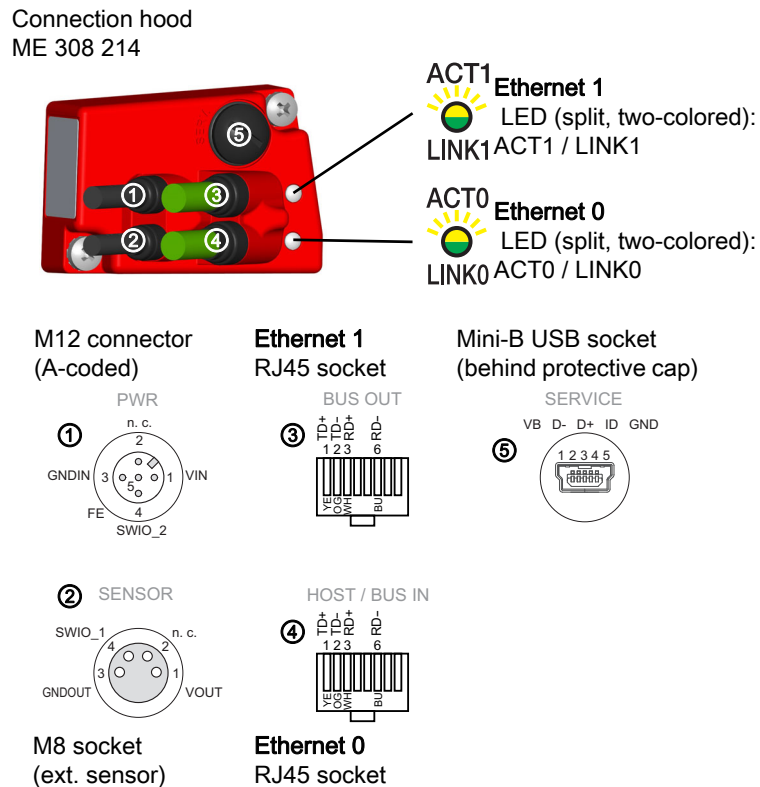 Connection hood
ME 308 214
ACT1
Ethernet 1
LED (split, two-colored):
LINK1
ACT1 / LINK1
ACT0
Ethernet 0
LED (split, two-colored):
LINK0
ACT0 / LINK0
5
1
3
2
4
M12 connector
(A-coded)
PWR
1
n. c.
2
GNDIN 3 5 1 VIN
FE 4
SWIO_2
Ethernet 1
RJ45 socket
BUS OUT
3
TD+ TD- RD+ RD-
1 2 3 6
YE OG WH BU
Mini-B USB socket
(behind protective cap)
SERVICE
VB D- D+ ID GND
5
1 2 3 4 5
2 SENSOR
SWIO_1 n. c.
4 2
3 1
GNDOUT VOUT
M8 socket
(ext. sensor)
HOST / BUS IN
4
TD+ TD- RD+ RD-
1 2 3 6
YE OG WH BU
Ethernet 0
RJ45 socket